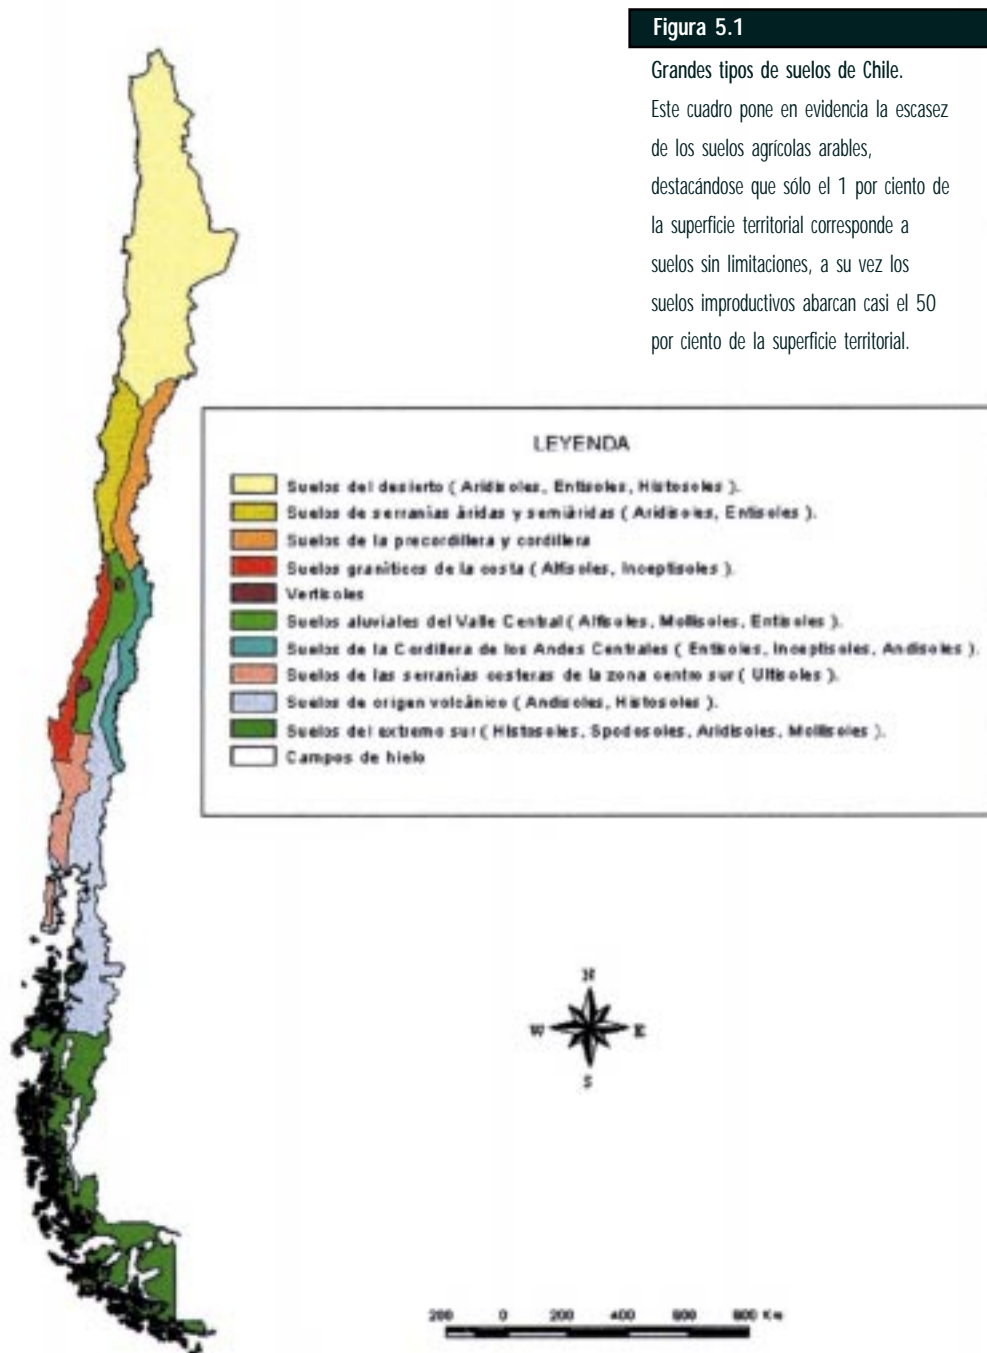 Figura 5.1
Grandes tipos de suelos de Chile.
Este cuadro pone en evidencia la escasez
de los suelos agrícolas arables,
destacándose que sólo el 1 por ciento de
la superficie territorial corresponde a
suelos sin limitaciones, a su vez los
suelos improductivos abarcan casi el 50
por ciento de la superficie territorial.
LEYENDA
Suelos del desierto ( Aridisoles, Entisoles, Histosoles ).
Suelos de serranías áridas y semiáridas ( Aridisoles, Entisoles ).
Suelos de la precordillera y cordillera
Suelos graníticos de la costa ( Alfisoles, Inceptisoles ).
Vertisoles
Suelos aluviales del Valle Central ( Alfisoles, Mollisoles, Entisoles ).
Suelos de la Cordillera de los Andes Centrales ( Entisoles, Inceptisoles, Andisoles ).
Suelos de las serranías costeras de la zona centro sur ( Ultisoles ).
Suelos de origen volcánico ( Andisoles, Histosoles ).
Suelos del extremo sur ( Histosoles, Spodosoles, Aridisoles, Mollisoles ).
Campos de hielo
N
W E
S
200 0 200 400 600 800 Km